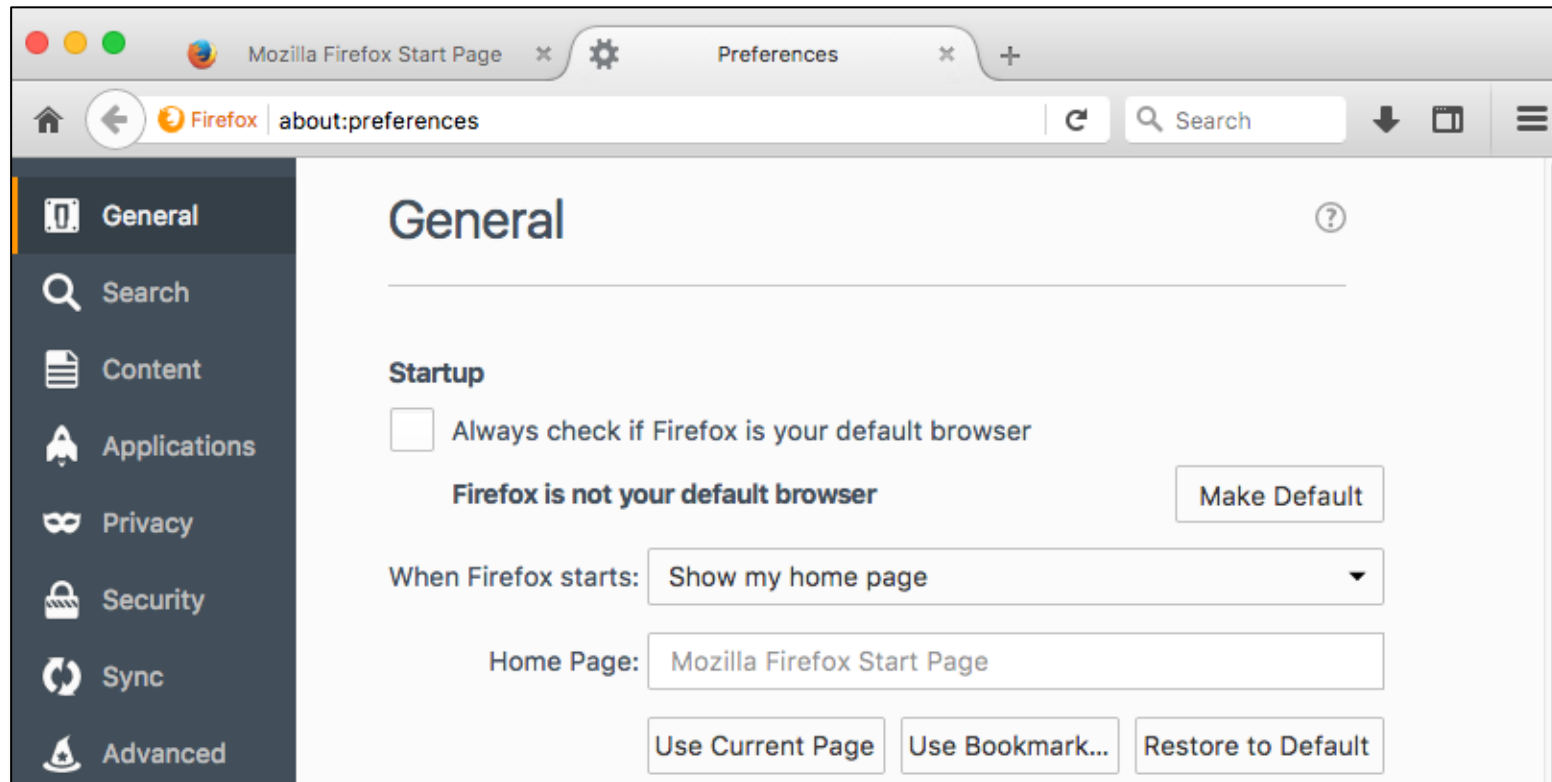 Mozilla Firefox Start Page
Preferences
Firefox about:preferences
Search
General
Search
Content
Applications
Privacy
Security
Sync
Advanced
General
Startup
Always check if Firefox is your default browser
Firefox is not your default browser
Make Default
When Firefox starts: Show my home page
Home Page: Mozilla Firefox Start Page
Use Current Page
Use Bookmark...
Restore to Default